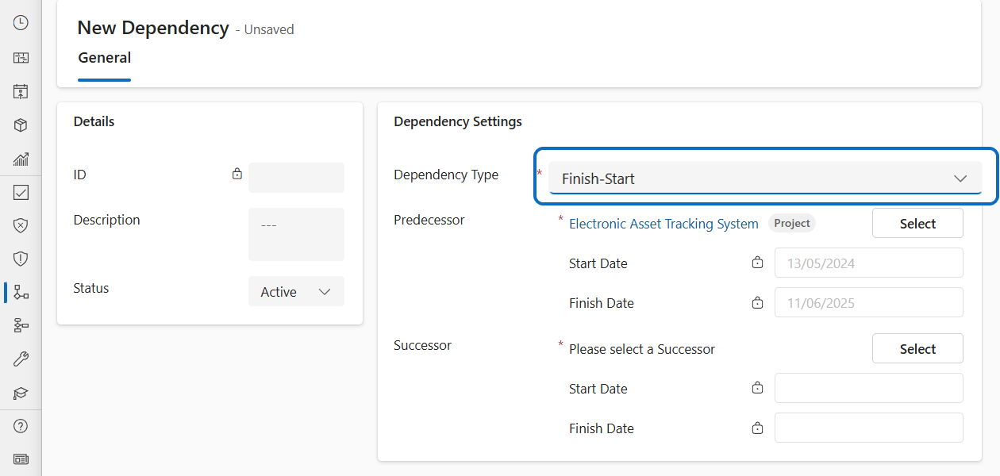 New Dependency - Unsaved
General
Details
ID
Description
---
Status
Active
Dependency Settings
Dependency Type * Finish-Start
Predecessor * Electronic Asset Tracking System Project Select
Start Date 13/05/2024
Finish Date 11/06/2025
Successor * Please select a Successor Select
Start Date
Finish Date